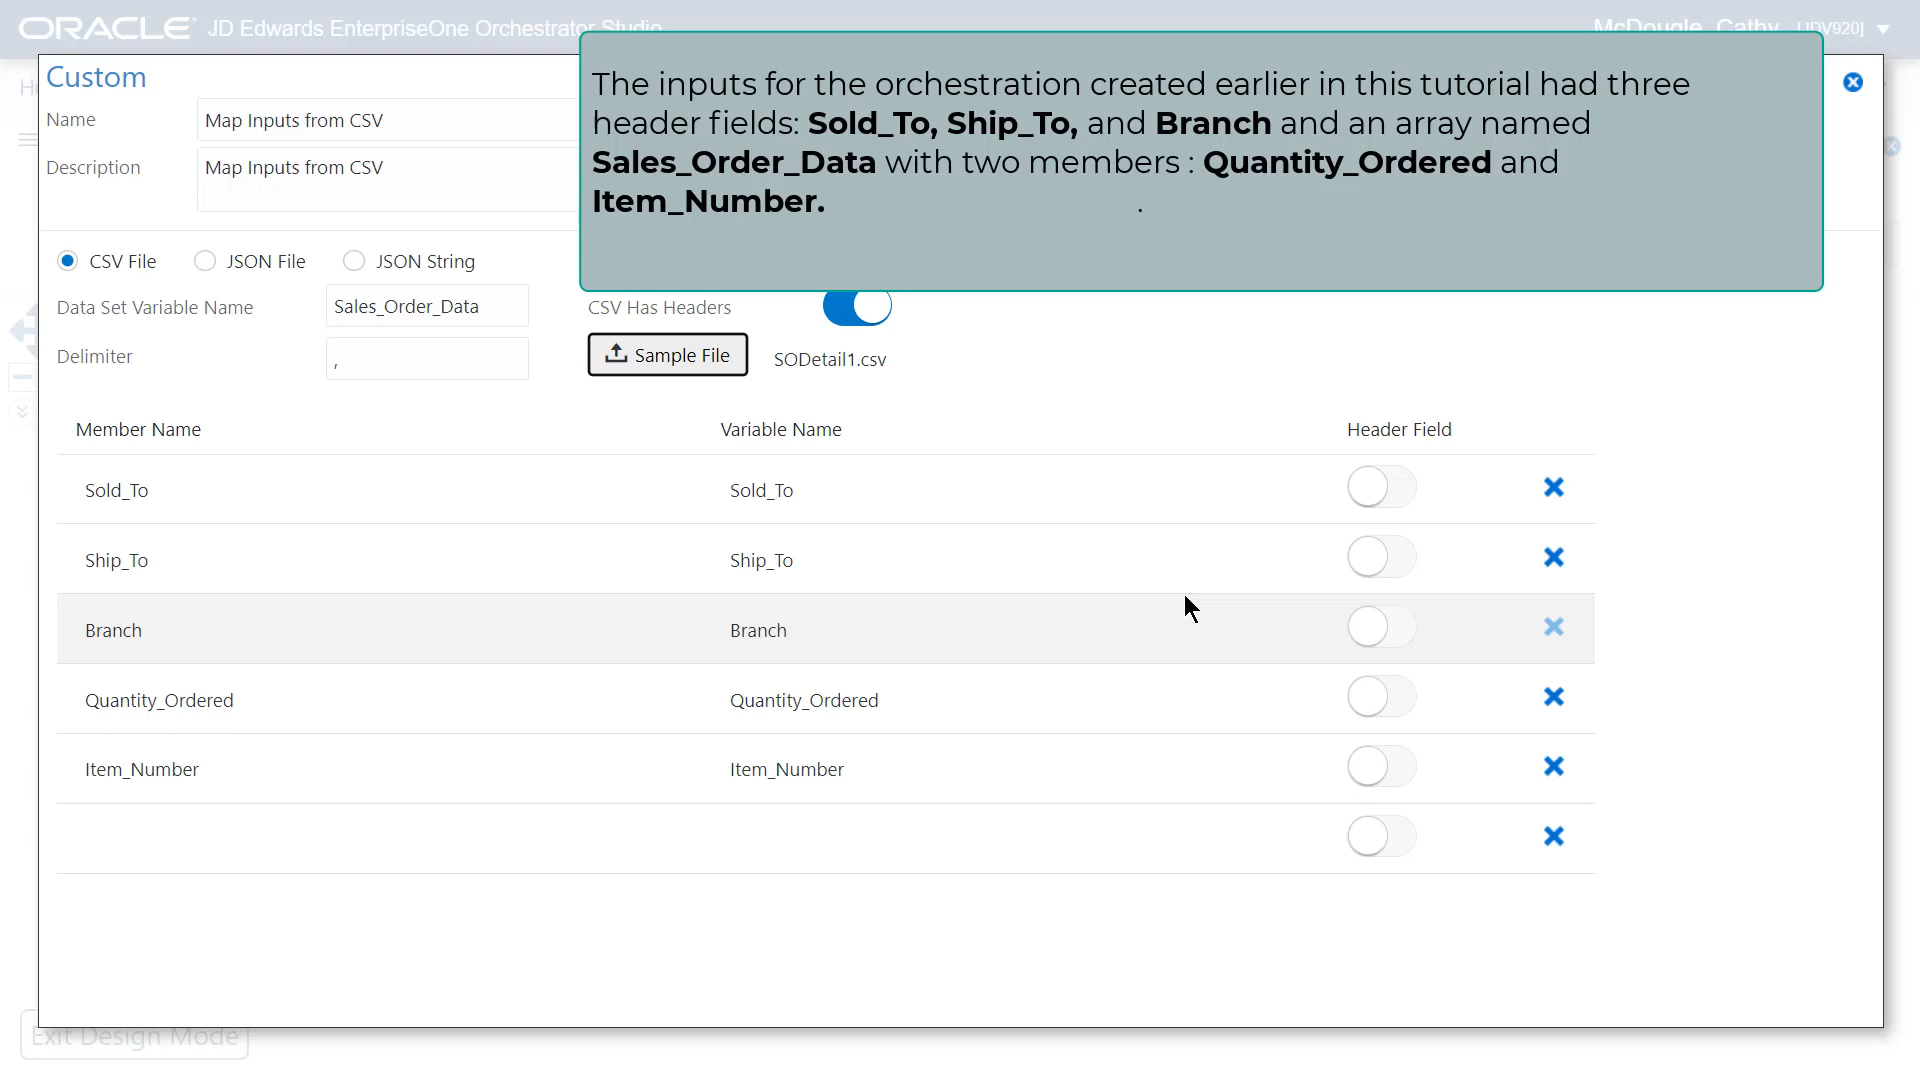 ORACLE JD Edwards EnterpriseOne Orchestrator Studio
McDougle, Cathy [JDV920]
Custom
The inputs for the orchestration created earlier in this tutorial had three
header fields: Sold_To, Ship_To, and Branch and an array named
Sales_Order_Data with two members : Quantity_Ordered and
Item_Number. .
Name Map Inputs from CSV
Description Map Inputs from CSV
CSV File JSON File JSON String
Data Set Variable Name Sales_Order_Data CSV Has Headers
Delimiter , Sample File SODetail1.csv
Member Name Variable Name Header Field
Sold_To Sold_To
Ship_To Ship_To
Branch Branch
Quantity_Ordered Quantity_Ordered
Item_Number Item_Number
Exit Design Mode